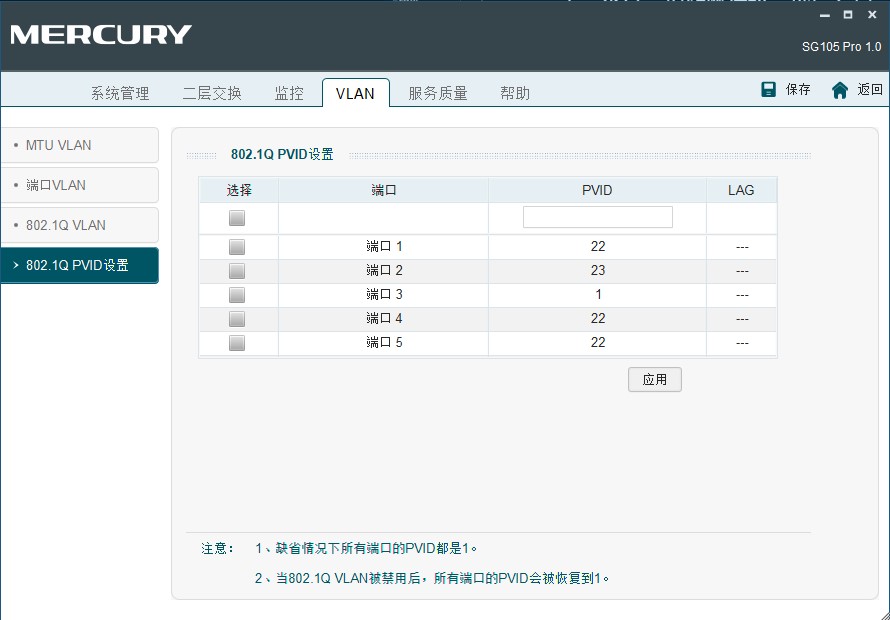 MERCURY
SG105 Pro 1.0
系统管理 二层交换 监控 VLAN 服务质量 帮助 保存 返回
MTU VLAN
端口VLAN
802.1Q VLAN
802.1Q PVID设置
802.1Q PVID设置
选择 端口 PVID LAG
端口 1 22 ---
端口 2 23 ---
端口 3 1 ---
端口 4 22 ---
端口 5 22 ---
应用
注意： 1、缺省情况下所有端口的PVID都是1。
2、当802.1Q VLAN被禁用后，所有端口的PVID会被恢复到1。